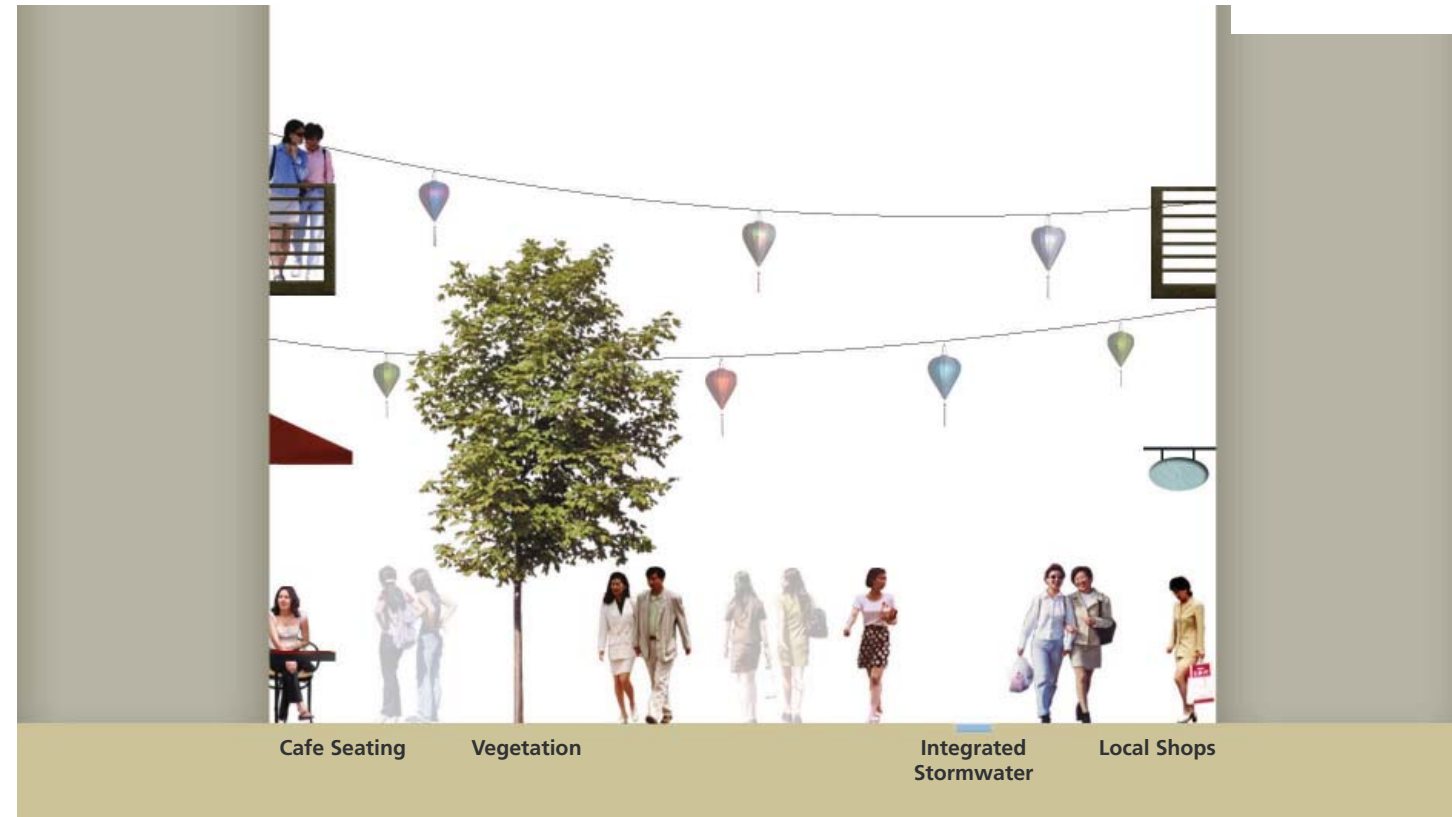 Cafe Seating
Vegetation
Integrated
Stormwater
Local Shops